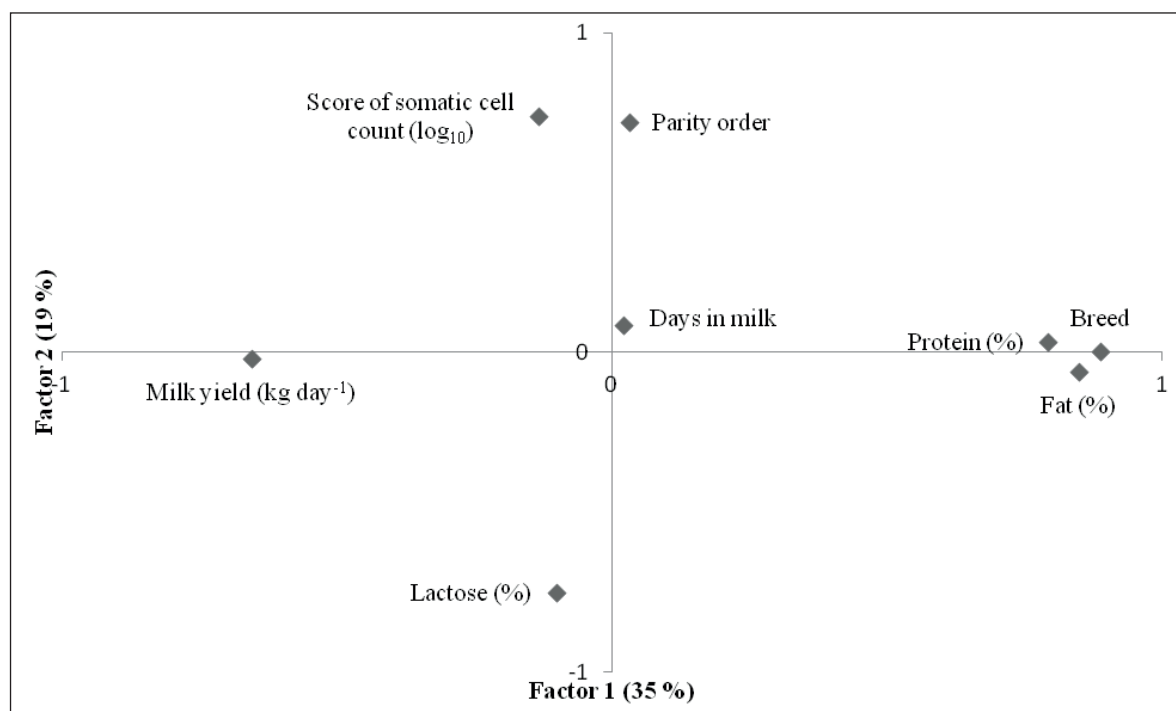 1
Score of somatic cell
count (log₁₀)
Parity order
Days in milk
Protein (%)
Breed
-1
0
0
1
Milk yield (kg day⁻¹)
Fat (%)
Factor 2 (19 %)
Lactose (%)
-1
Factor 1 (35 %)